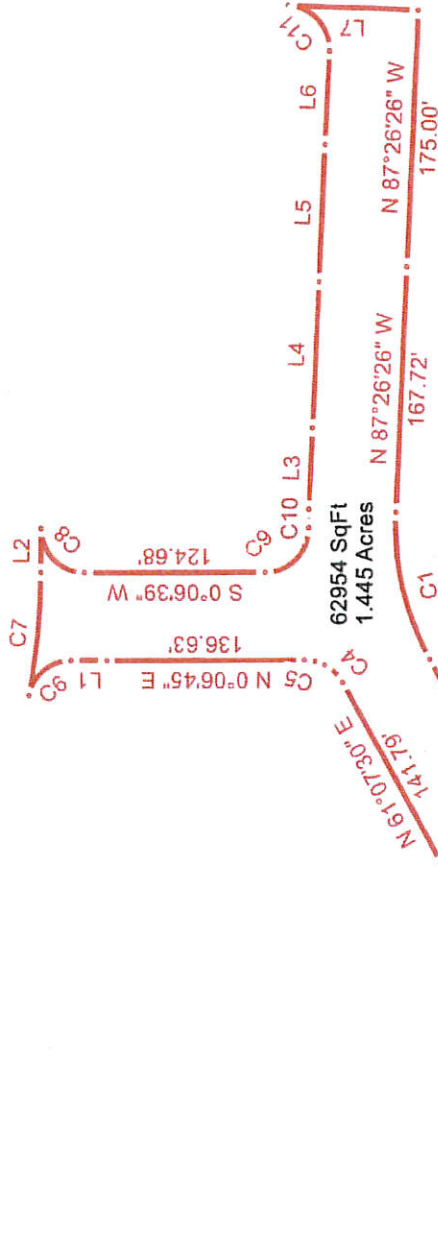 C11
L7
L6
L5
L4
L3
C10
N 87°26'26" W
175.00'
N 87°26'26" W
167.72'
C1
L2
C8
C7
C6
L1
124.68'
S 0°06'39" W
C9
136.63'
N 0°06'45" E
C5
C4
62954 SqFt
1.445 Acres
N 61°07'30" E
141.79'